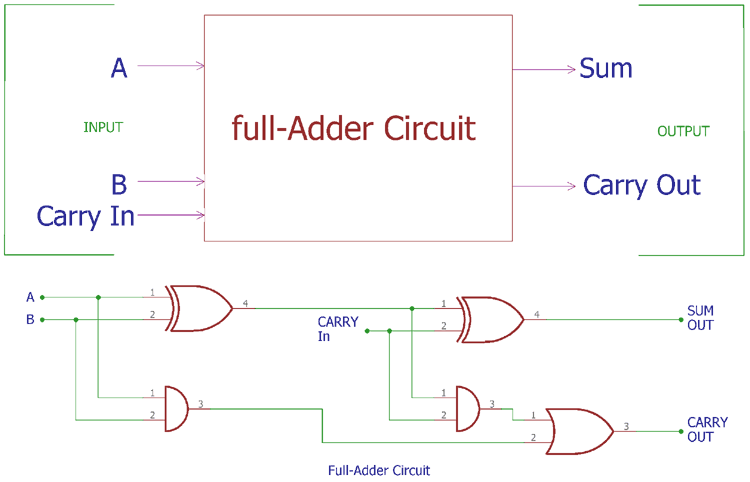 A
Sum
INPUT
full-Adder Circuit
OUTPUT
B
Carry Out
Carry In
A
1
4
1
4
SUM
OUT
B
2
CARRY
In
2
1
3
1
3
1
3
CARRY
OUT
2
2
2
Full-Adder Circuit